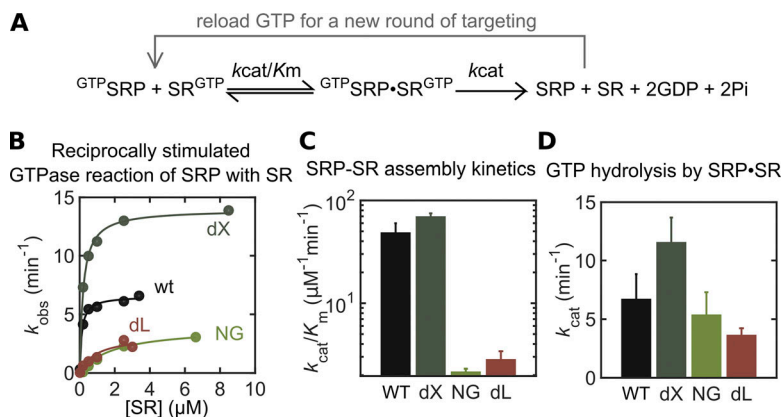 A
reload GTP for a new round of targeting
GTPSRP + SRGTP
kcat/Km
GTPSRP•SRGTP
kcat
SRP + SR + 2GDP + 2Pi
B
Reciprocally stimulated
GTPase reaction of SRP with SR
15
10
5
0
kobs (min−1)
dX
wt
dL
NG
0 2 4 6 8 10
[SR] (μM)
C
SRP-SR assembly kinetics
10²
10¹
kcat/Km (μM−1min−1)
WT dX NG dL
D
GTP hydrolysis by SRP•SR
15
10
5
0
kcat (min−1)
WT dX NG dL